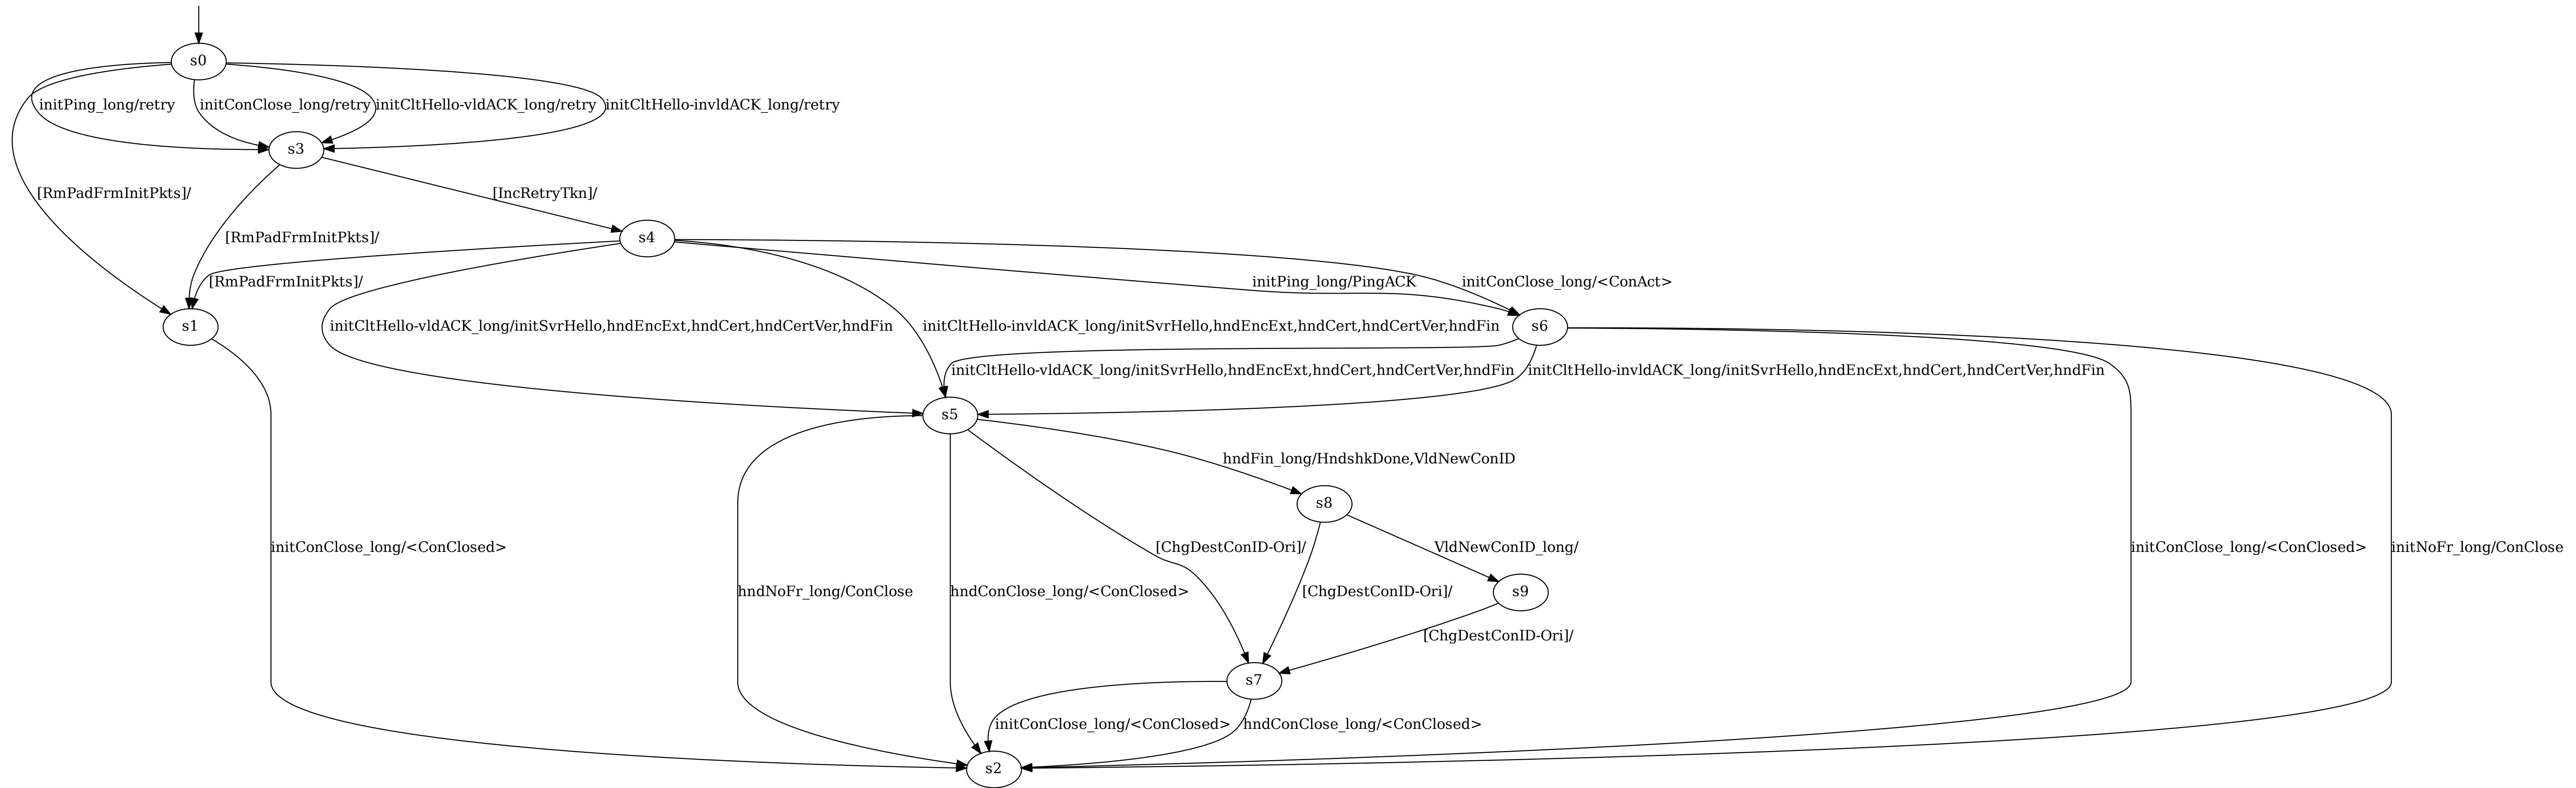 s0
initPing_long/retry
initConClose_long/retry
initCltHello-vldACK_long/retry
initCltHello-invldACK_long/retry
s3
[RmPadFrmInitPkts]/
[IncRetryTkn]/
[RmPadFrmInitPkts]/
s4
[RmPadFrmInitPkts]/
initPing_long/PingACK
initConClose_long/<ConAct>
s1
initCltHello-vldACK_long/initSvrHello,hndEncExt,hndCert,hndCertVer,hndFin
initCltHello-invldACK_long/initSvrHello,hndEncExt,hndCert,hndCertVer,hndFin
s6
initCltHello-vldACK_long/initSvrHello,hndEncExt,hndCert,hndCertVer,hndFin
initCltHello-invldACK_long/initSvrHello,hndEncExt,hndCert,hndCertVer,hndFin
s5
hndFin_long/HndshkDone,VldNewConID
s8
initConClose_long/<ConClosed>
[ChgDestConID-Ori]/
VldNewConID_long/
initConClose_long/<ConClosed>
initNoFr_long/ConClose
hndNoFr_long/ConClose
hndConClose_long/<ConClosed>
[ChgDestConID-Ori]/
s9
[ChgDestConID-Ori]/
s7
initConClose_long/<ConClosed>
hndConClose_long/<ConClosed>
s2